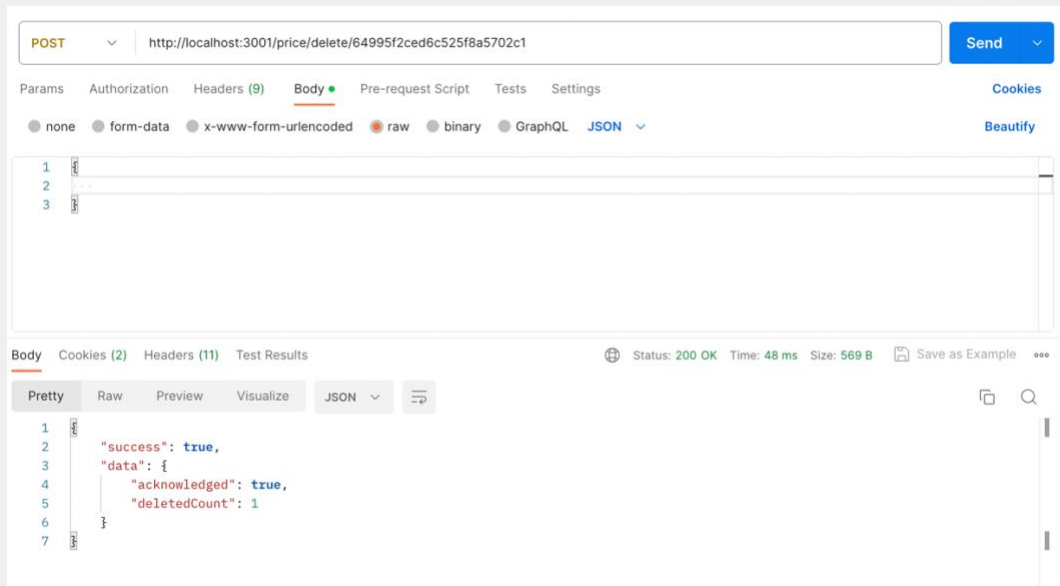 POST http://localhost:3001/price/delete/64995f2ced6c525f8a5702c1 Send
Params Authorization Headers (9) Body Pre-request Script Tests Settings Cookies
none form-data x-www-form-urlencoded raw binary GraphQL JSON Beautify
1 {
2 ...
3 }
Body Cookies (2) Headers (11) Test Results Status: 200 OK Time: 48 ms Size: 569 B Save as Example
Pretty Raw Preview Visualize JSON
1 {
2 "success": true,
3 "data": {
4 "acknowledged": true,
5 "deletedCount": 1
6 }
7 }